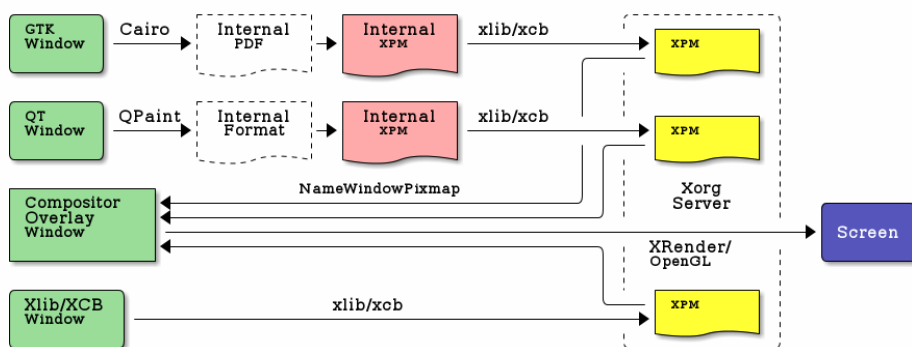 GTK
Window
Cairo
Internal
PDF
Internal
XPM
xlib/xcb
XPM
QT
Window
QPaint
Internal
Format
Internal
XPM
xlib/xcb
XPM
NameWindowPixmap
Compositor
Overlay
Window
Xorg
Server
Screen
XRender/
OpenGL
Xlib/XCB
Window
xlib/xcb
XPM